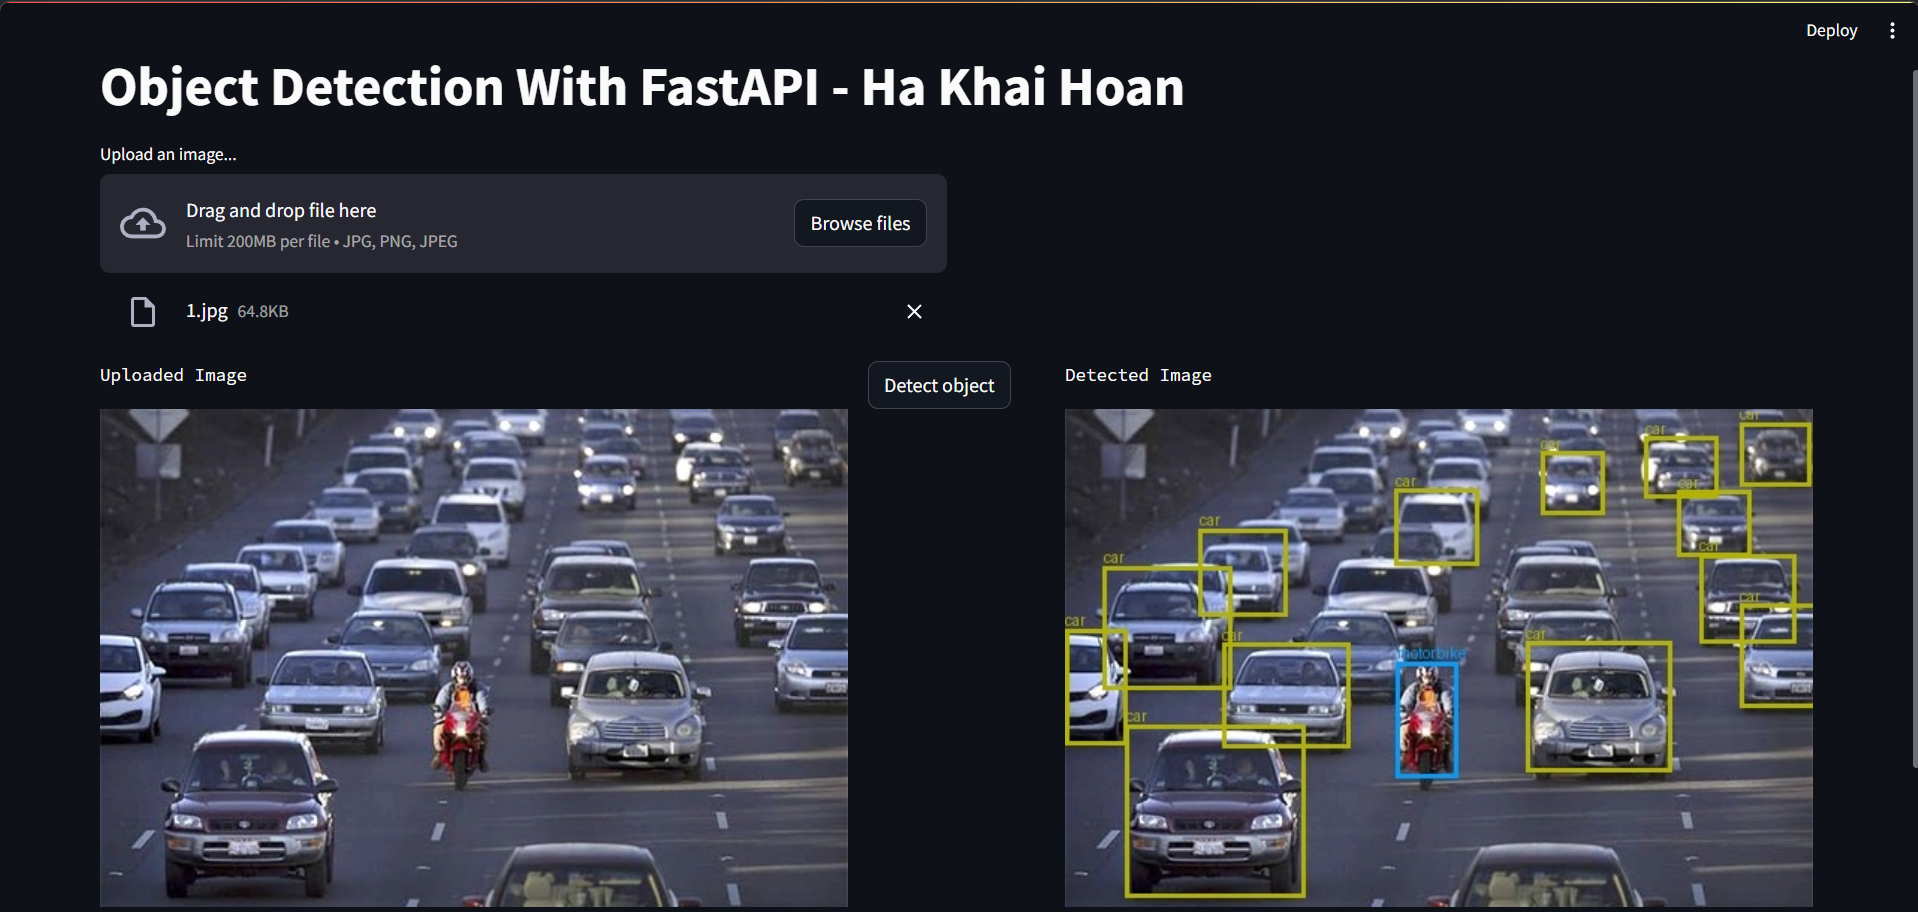 Deploy
Object Detection With FastAPI - Ha Khai Hoan
Upload an image...
Drag and drop file here
Limit 200MB per file • JPG, PNG, JPEG
Browse files
1.jpg 64.8KB
Uploaded Image
Detect object
Detected Image
car
car
car
car
car
car
car
car
car
car
car
car
motorbike
car
car